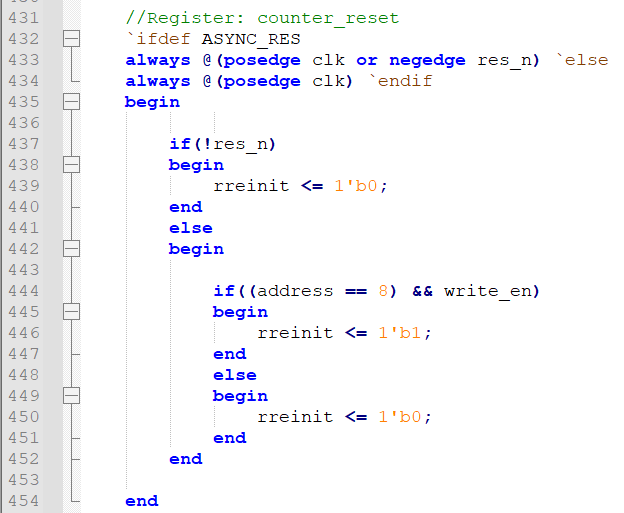 431 //Register: counter_reset
432 `ifdef ASYNC_RES
433 always @(posedge clk or negedge res_n) `else
434 always @(posedge clk) `endif
435 begin
436
437 if(!res_n)
438 begin
439 rreinit <= 1'b0;
440 end
441 else
442 begin
443
444 if((address == 8) && write_en)
445 begin
446 rreinit <= 1'b1;
447 end
448 else
449 begin
450 rreinit <= 1'b0;
451 end
452 end
453
454 end